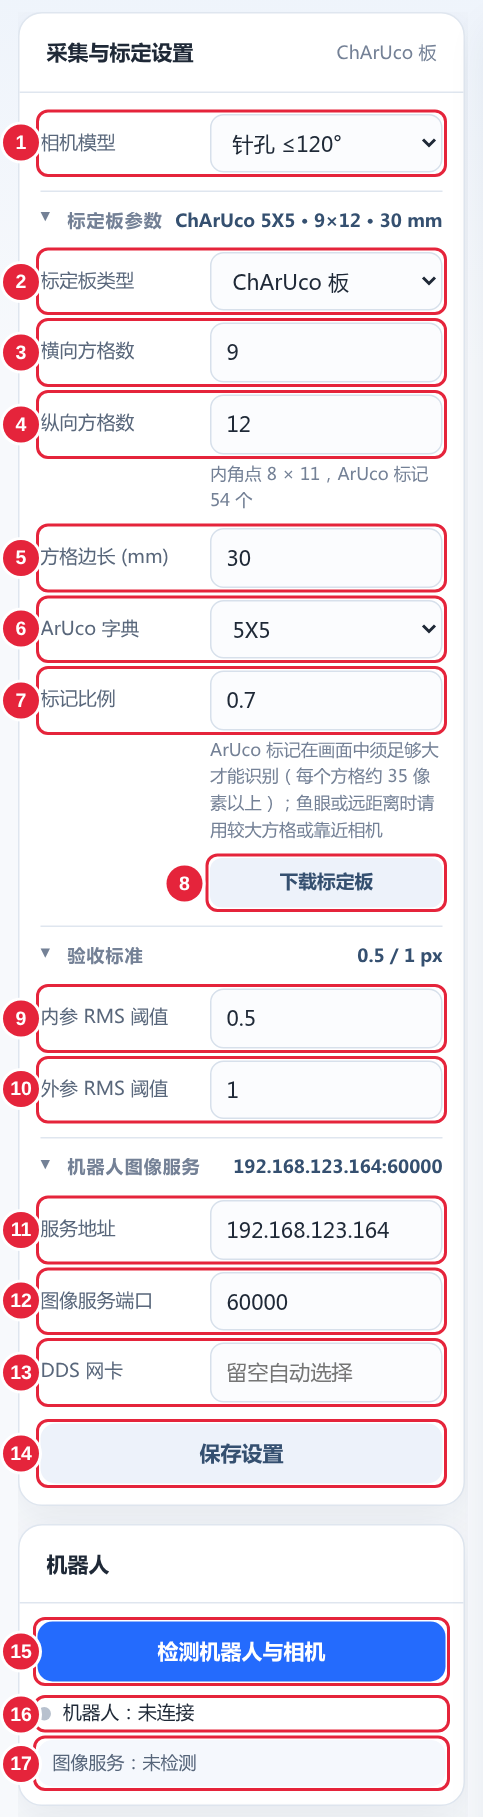 采集与标定设置 ChArUco 板
1 相机模型 针孔 ≤120°
▼ 标定板参数 ChArUco 5X5 • 9×12 • 30 mm
2 标定板类型 ChArUco 板
3 横向方格数 9
4 纵向方格数 12
内角点 8 × 11，ArUco 标记
54 个
5 方格边长 (mm) 30
6 ArUco 字典 5X5
7 标记比例 0.7
ArUco 标记在画面中须足够大
才能识别（每个方格约 35 像
素以上）；鱼眼或远距离时请
用较大方格或靠近相机
8 下载标定板
▼ 验收标准 0.5 / 1 px
9 内参 RMS 阈值 0.5
10 外参 RMS 阈值 1
▼ 机器人图像服务 192.168.123.164:60000
11 服务地址 192.168.123.164
12 图像服务端口 60000
13 DDS 网卡 留空自动选择
14 保存设置
机器人
15 检测机器人与相机
16 机器人：未连接
17 图像服务：未检测